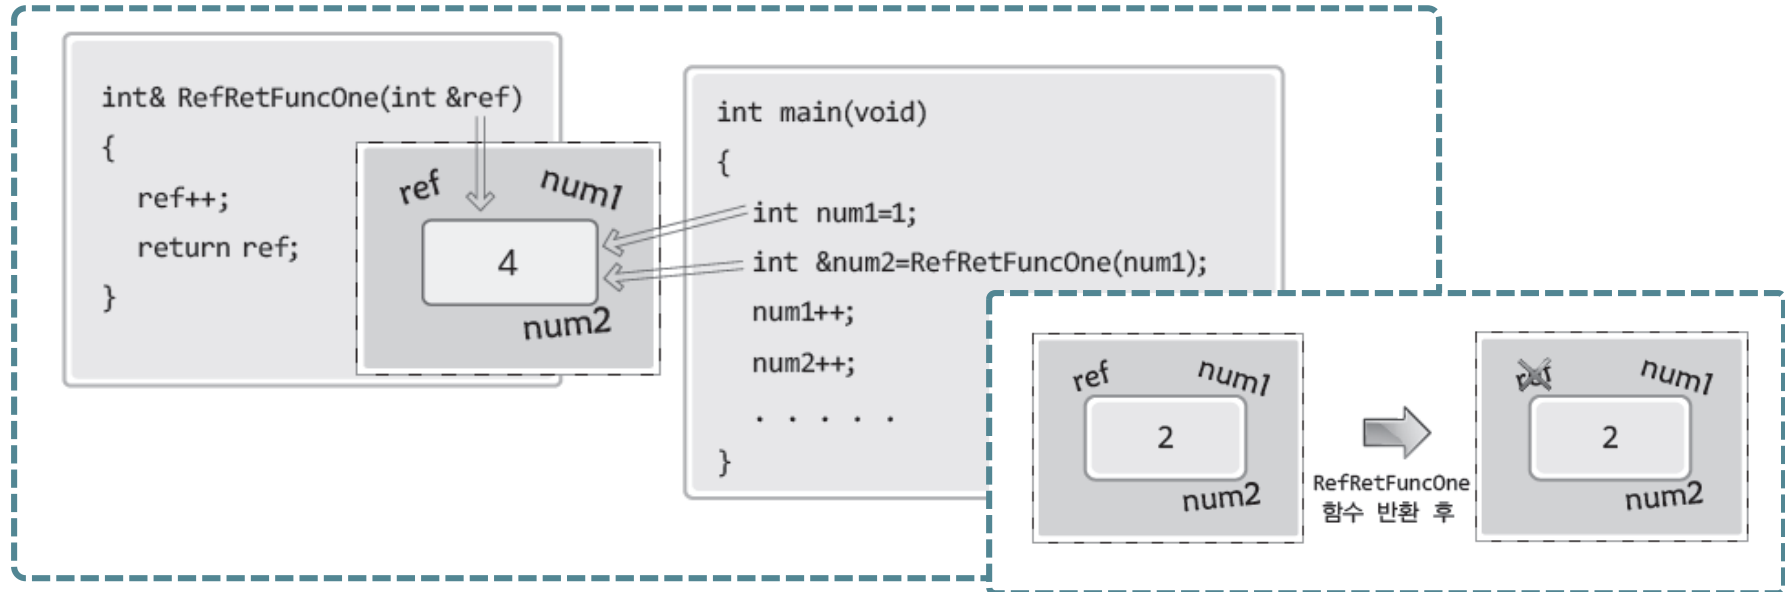 int& RefRetFuncOne(int &ref)
{
ref++;
return ref;
}
ref
num1
4
num2
int main(void)
{
int num1=1;
int &num2=RefRetFuncOne(num1);
num1++;
num2++;
. . . . .
}
ref
num1
2
num2
RefRetFuncOne
함수 반환 후
ref
num1
2
num2